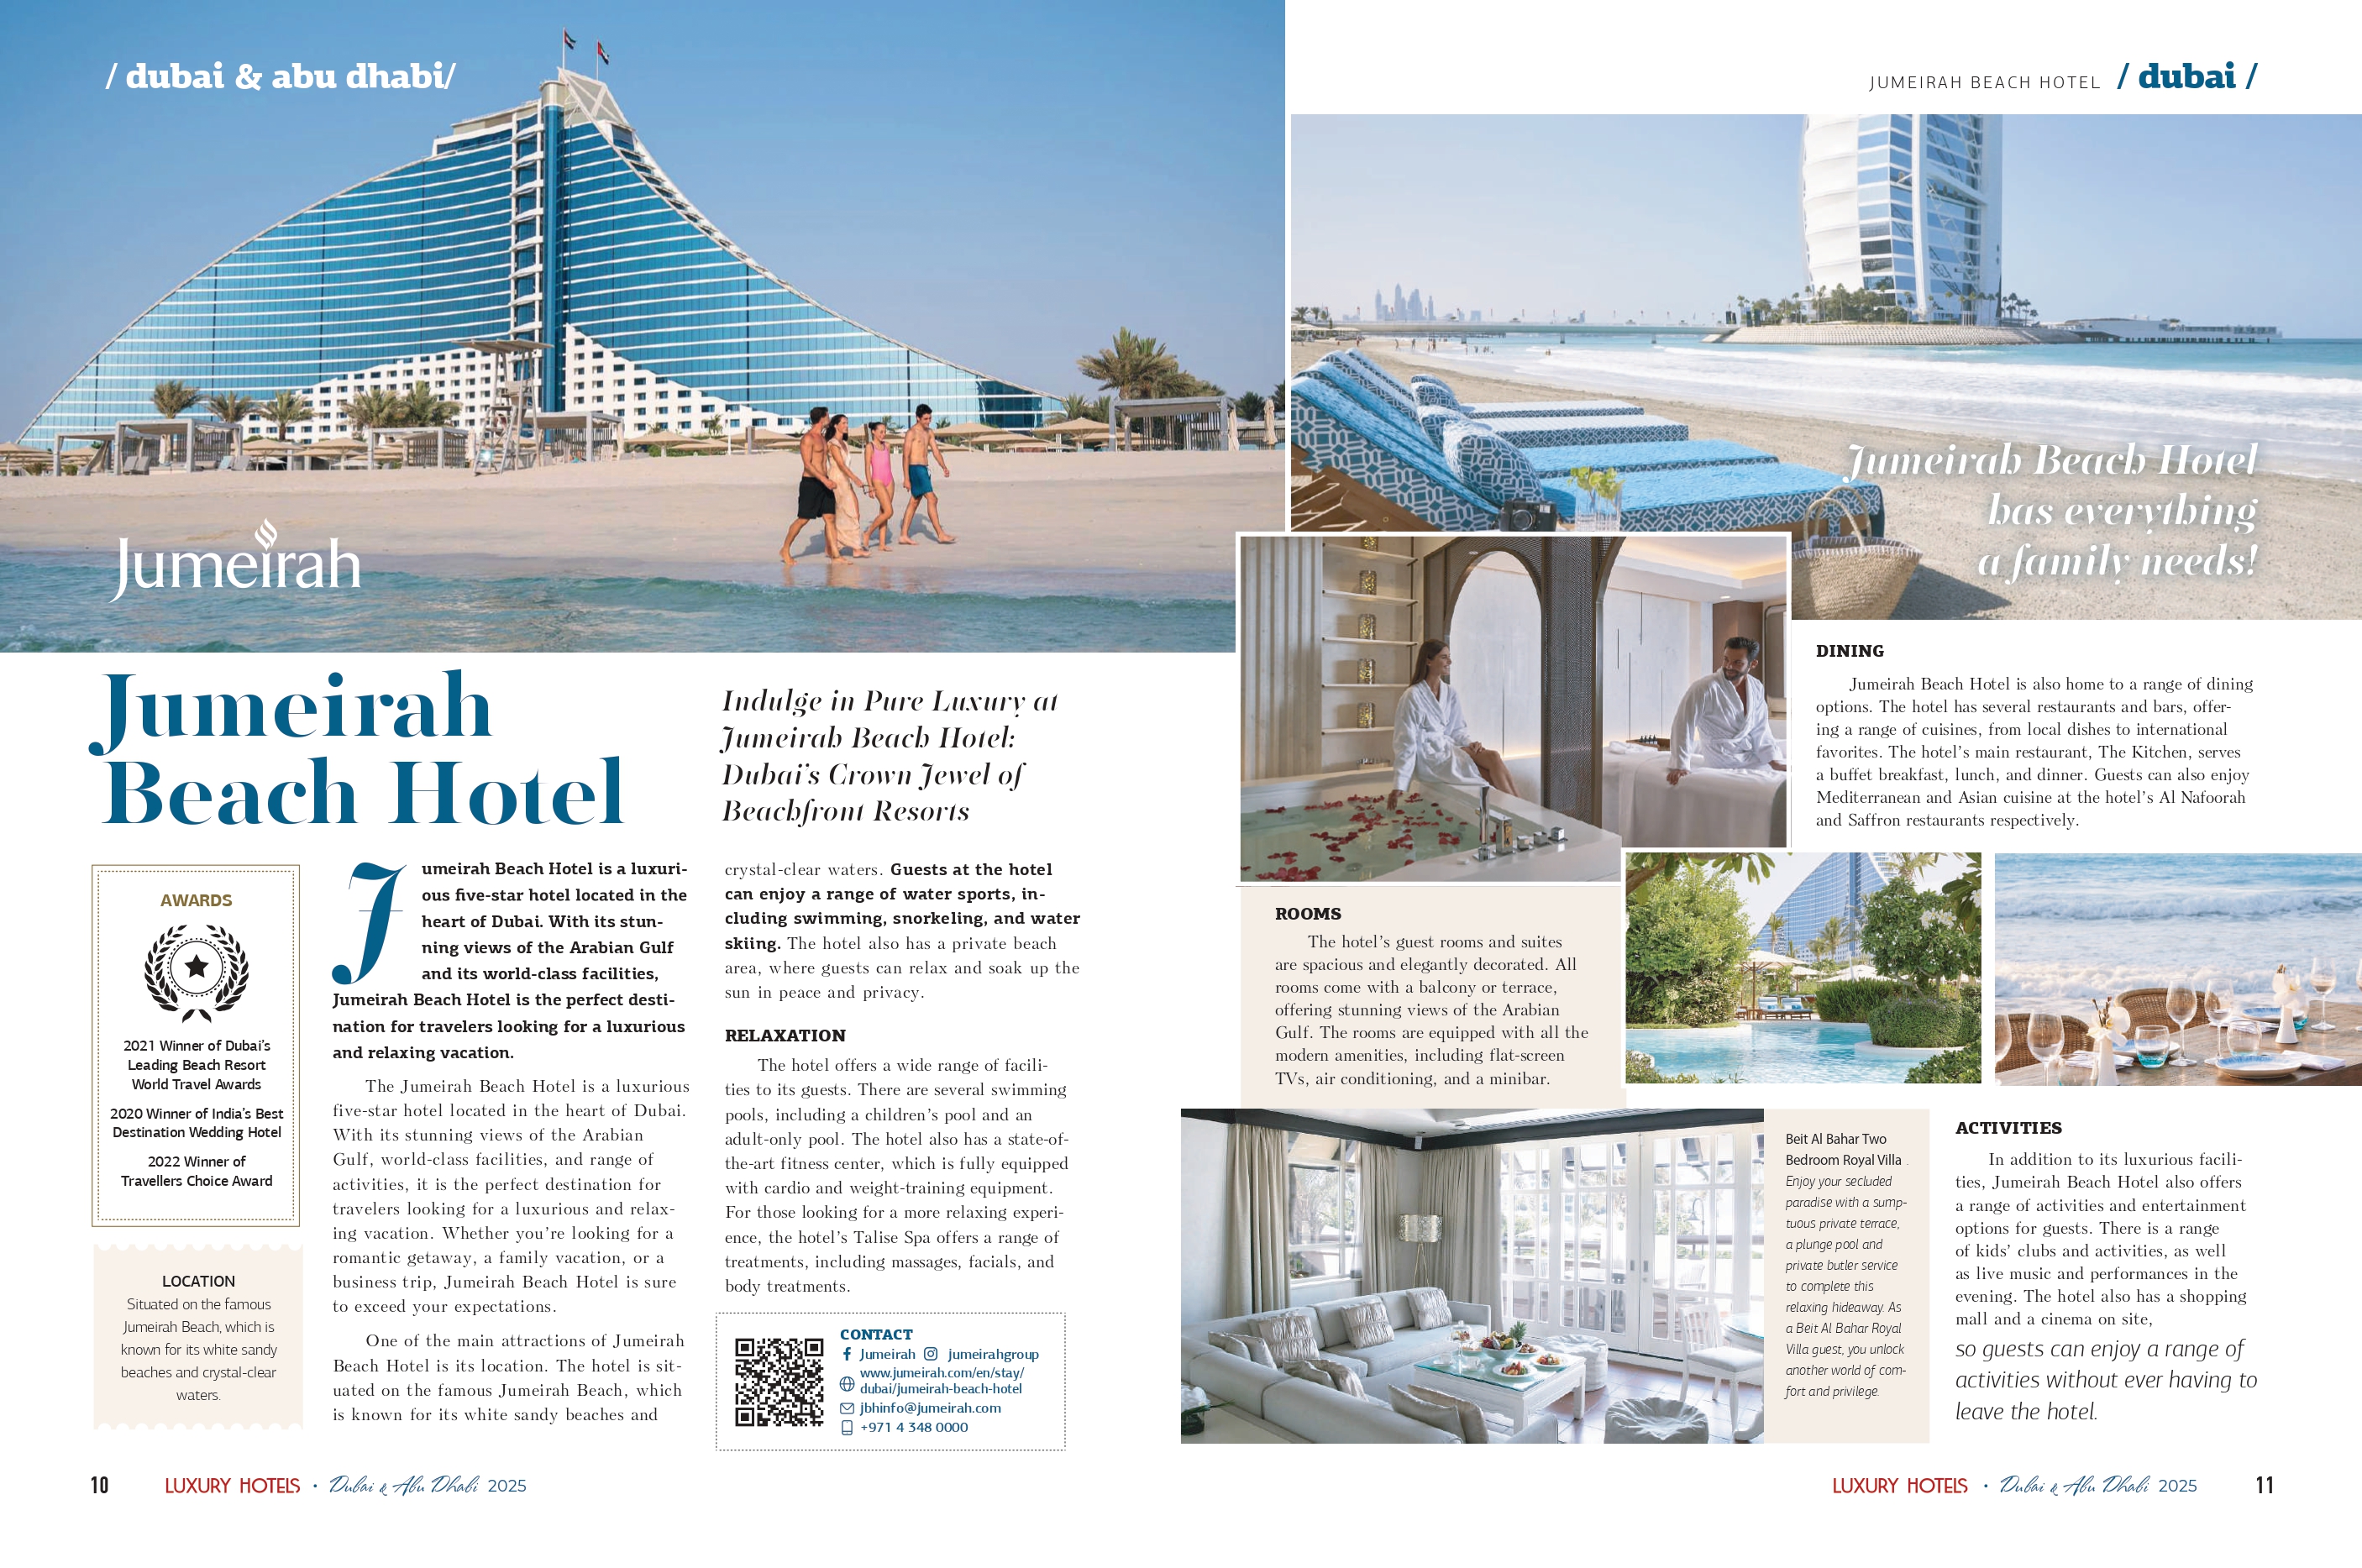 / dubai & abu dhabi/
Jumeirah
Jumeirah
Beach Hotel
Indulge in Pure Luxury at
Jumeirah Beach Hotel:
Dubai's Crown Jewel of
Beachfront Resorts
AWARDS
2021 Winner of Dubai's
Leading Beach Resort
World Travel Awards
2020 Winner of India's Best
Destination Wedding Hotel
2022 Winner of
Travellers Choice Award
LOCATION
Situated on the famous
Jumeirah Beach, which is
known for its white sandy
beaches and crystal-clear
waters.
Jumeirah Beach Hotel is a luxuri-
ous five-star hotel located in the
heart of Dubai. With its stun-
ning views of the Arabian Gulf
and its world-class facilities,
Jumeirah Beach Hotel is the perfect desti-
nation for travelers looking for a luxurious
and relaxing vacation.
The Jumeirah Beach Hotel is a luxurious
five-star hotel located in the heart of Dubai.
With its stunning views of the Arabian
Gulf, world-class facilities, and range of
activities, it is the perfect destination for
travelers looking for a luxurious and relax-
ing vacation. Whether you're looking for a
romantic getaway, a family vacation, or a
business trip, Jumeirah Beach Hotel is sure
to exceed your expectations.
One of the main attractions of Jumeirah
Beach Hotel is its location. The hotel is sit-
uated on the famous Jumeirah Beach, which
is known for its white sandy beaches and
crystal-clear waters. Guests at the hotel
can enjoy a range of water sports, in-
cluding swimming, snorkeling, and water
skiing. The hotel also has a private beach
area, where guests can relax and soak up the
sun in peace and privacy.
RELAXATION
The hotel offers a wide range of facili-
ties to its guests. There are several swimming
pools, including a children's pool and an
adult-only pool. The hotel also has a state-of-
the-art fitness center, which is fully equipped
with cardio and weight-training equipment.
For those looking for a more relaxing experi-
ence, the hotel's Talise Spa offers a range of
treatments, including massages, facials, and
body treatments.
CONTACT
Jumeirah jumeirahgroup
www.jumeirah.com/en/stay/
dubai/jumeirah-beach-hotel
jbhinfo@jumeirah.com
+971 4 348 0000
10 LUXURY HOTELS • Dubai & Abu Dhabi 2025
JUMEIRAH BEACH HOTEL / dubai /
Jumeirah Beach Hotel
has everything
a family needs!
DINING
Jumeirah Beach Hotel is also home to a range of dining
options. The hotel has several restaurants and bars, offer-
ing a range of cuisines, from local dishes to international
favorites. The hotel's main restaurant, The Kitchen, serves
a buffet breakfast, lunch, and dinner. Guests can also enjoy
Mediterranean and Asian cuisine at the hotel's Al Nafoorah
and Saffron restaurants respectively.
ROOMS
The hotel's guest rooms and suites
are spacious and elegantly decorated. All
rooms come with a balcony or terrace,
offering stunning views of the Arabian
Gulf. The rooms are equipped with all the
modern amenities, including flat-screen
TVs, air conditioning, and a minibar.
Beit Al Bahar Two
Bedroom Royal Villa .
Enjoy your secluded
paradise with a sump-
tuous private terrace,
a plunge pool and
private butler service
to complete this
relaxing hideaway. As
a Beit Al Bahar Royal
Villa guest, you unlock
another world of com-
fort and privilege.
ACTIVITIES
In addition to its luxurious facili-
ties, Jumeirah Beach Hotel also offers
a range of activities and entertainment
options for guests. There is a range
of kids' clubs and activities, as well
as live music and performances in the
evening. The hotel also has a shopping
mall and a cinema on site,
so guests can enjoy a range of
activities without ever having to
leave the hotel.
LUXURY HOTELS • Dubai & Abu Dhabi 2025 11